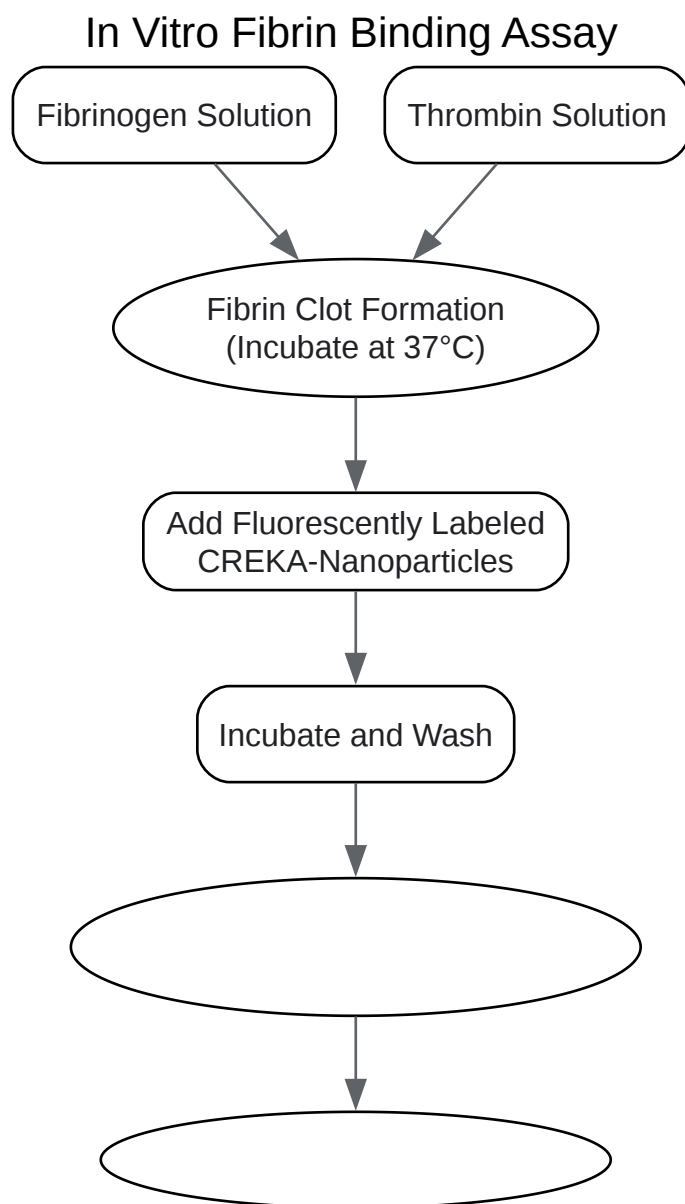 In Vitro Fibrin Binding Assay
Fibrinogen Solution
Thrombin Solution
Fibrin Clot Formation
(Incubate at 37°C)
Add Fluorescently Labeled
CREKA-Nanoparticles
Incubate and Wash